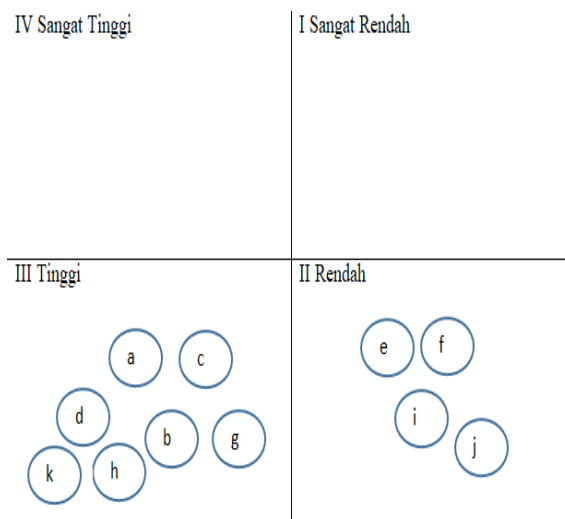 IV Sangat Tinggi
I Sangat Rendah
III Tinggi
II Rendah
a
c
d
b
g
k
h
e
f
i
j